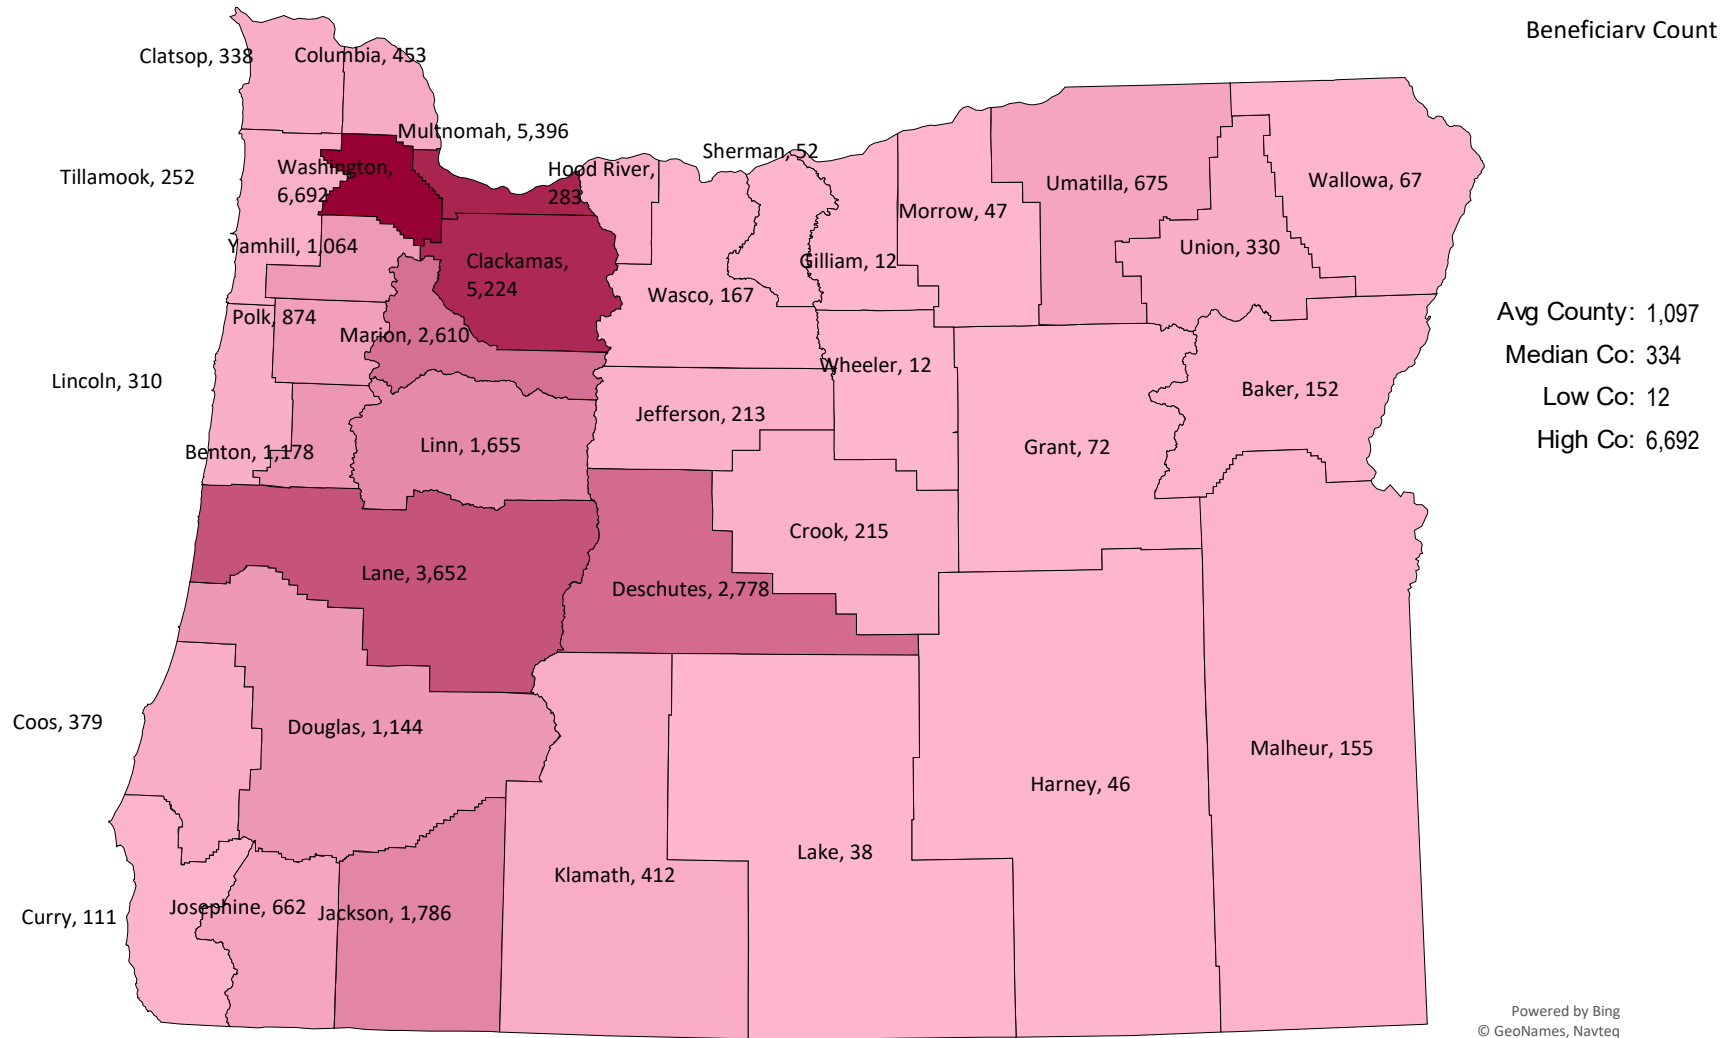 Beneficiary Count
Clatsop, 338
Columbia, 453
Multnomah, 5,396
Sherman, 52
Tillamook, 252
Washington,
6,692
Hood River,
283
Umatilla, 675
Wallowa, 67
Morrow, 47
Yamhill, 1,064
Clackamas,
5,224
Gilliam, 12
Union, 330
Wasco, 167
Polk, 874
Marion, 2,610
Avg County: 1,097
Median Co: 334
Low Co: 12
High Co: 6,692
Lincoln, 310
Wheeler, 12
Baker, 152
Jefferson, 213
Benton, 1,178
Linn, 1,655
Grant, 72
Crook, 215
Lane, 3,652
Deschutes, 2,778
Coos, 379
Douglas, 1,144
Malheur, 155
Harney, 46
Lake, 38
Klamath, 412
Curry, 111
Josephine, 662
Jackson, 1,786
Powered by Bing
© GeoNames, Navteq